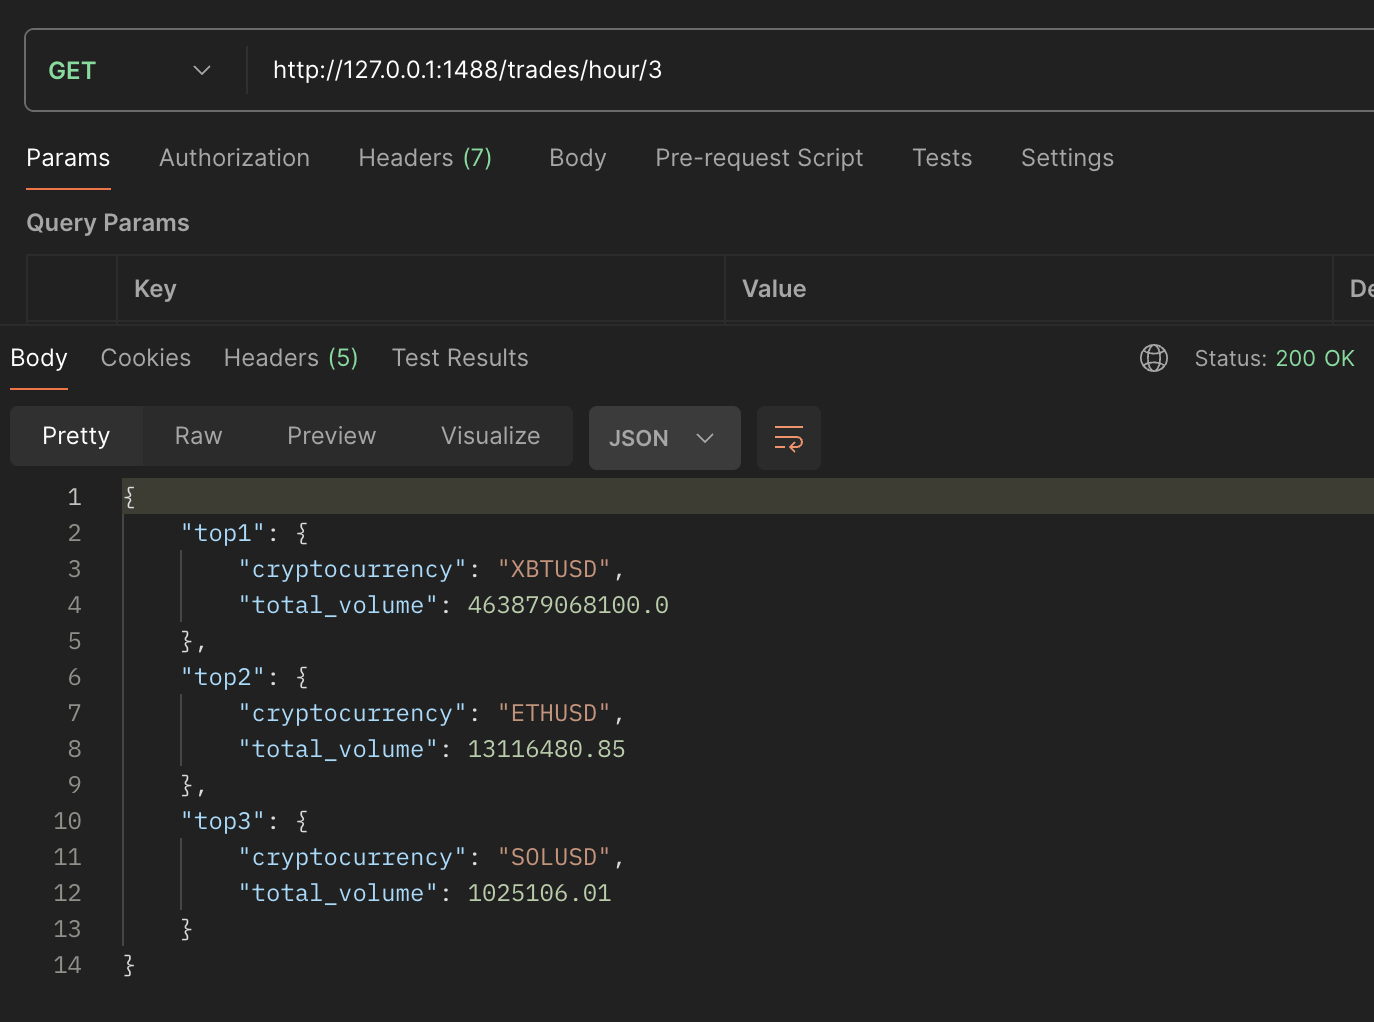 GET http://127.0.0.1:1488/trades/hour/3
Params Authorization Headers (7) Body Pre-request Script Tests Settings
Query Params
Key Value De
Body Cookies Headers (5) Test Results Status: 200 OK
Pretty Raw Preview Visualize JSON
1 {
2 "top1": {
3 "cryptocurrency": "XBTUSD",
4 "total_volume": 463879068100.0
5 },
6 "top2": {
7 "cryptocurrency": "ETHUSD",
8 "total_volume": 13116480.85
9 },
10 "top3": {
11 "cryptocurrency": "SOLUSD",
12 "total_volume": 1025106.01
13 }
14 }